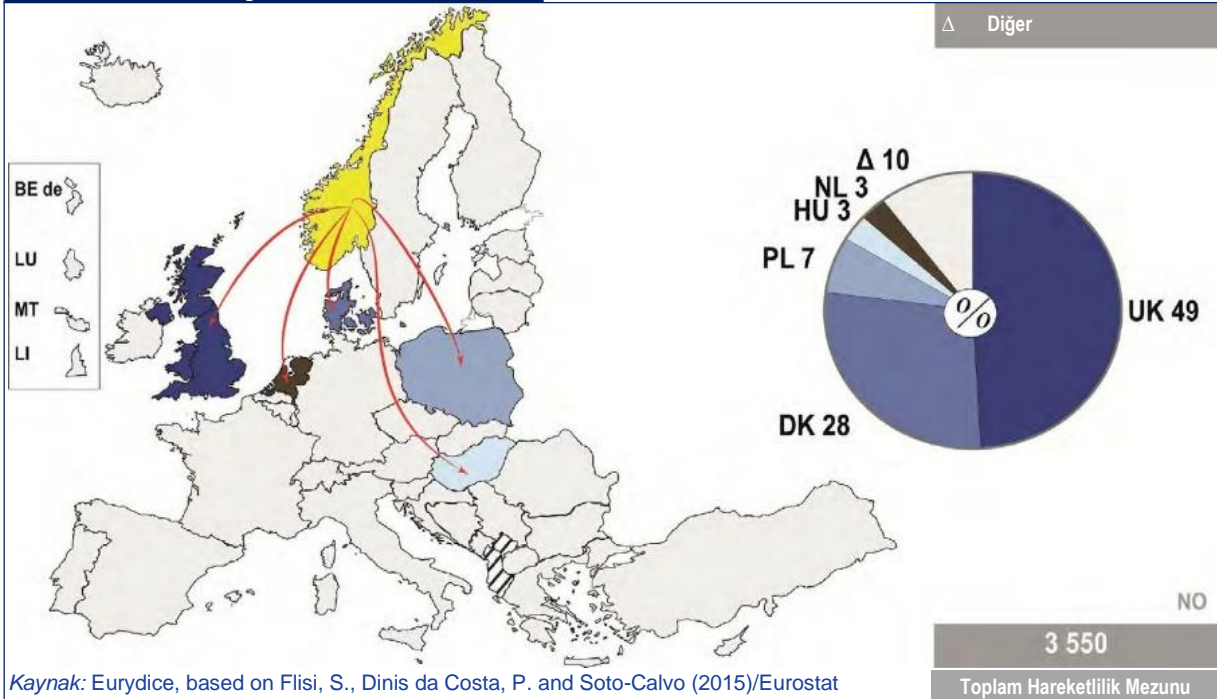 Δ Diğer
BE de
LU
MT
LI
Δ 10
NL 3
HU 3
PL 7
UK 49
DK 28
%
NO
3 550
Toplam Hareketlilik Mezunu
Kaynak: Eurydice, based on Flisi, S., Dinis da Costa, P. and Soto-Calvo (2015)/Eurostat